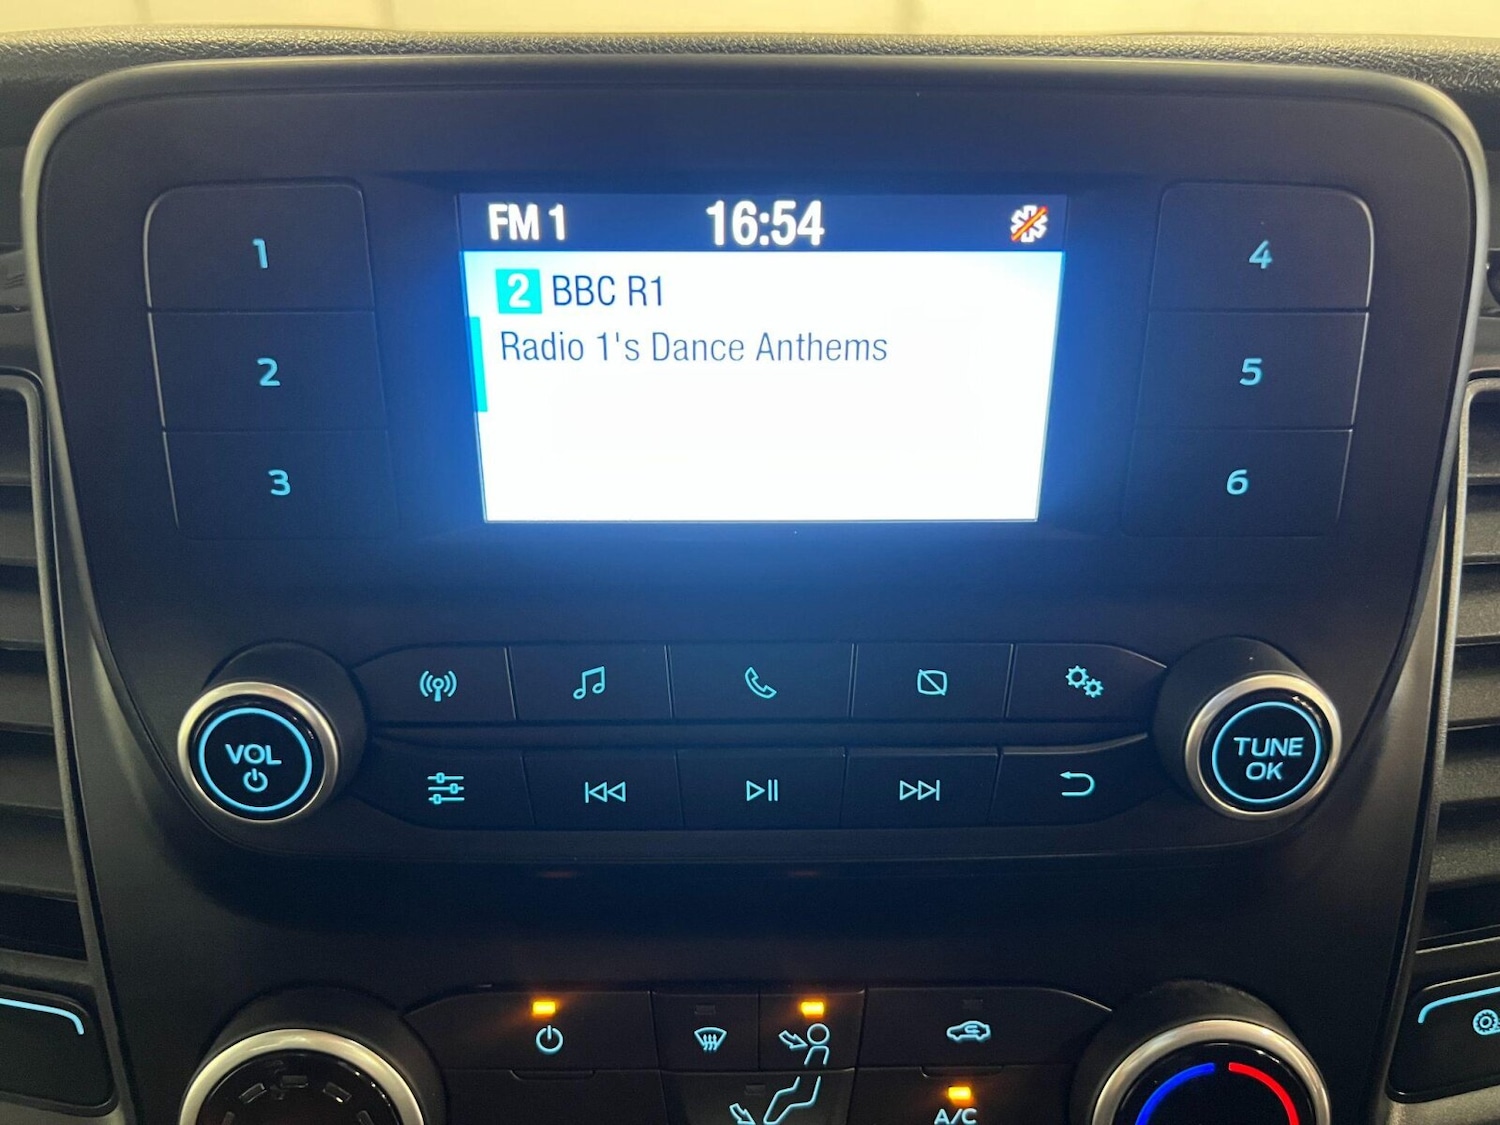 FM 1 16:54
2 BBC R1
Radio 1's Dance Anthems
1
2
3
4
5
6
VOL
TUNE
OK
A/C